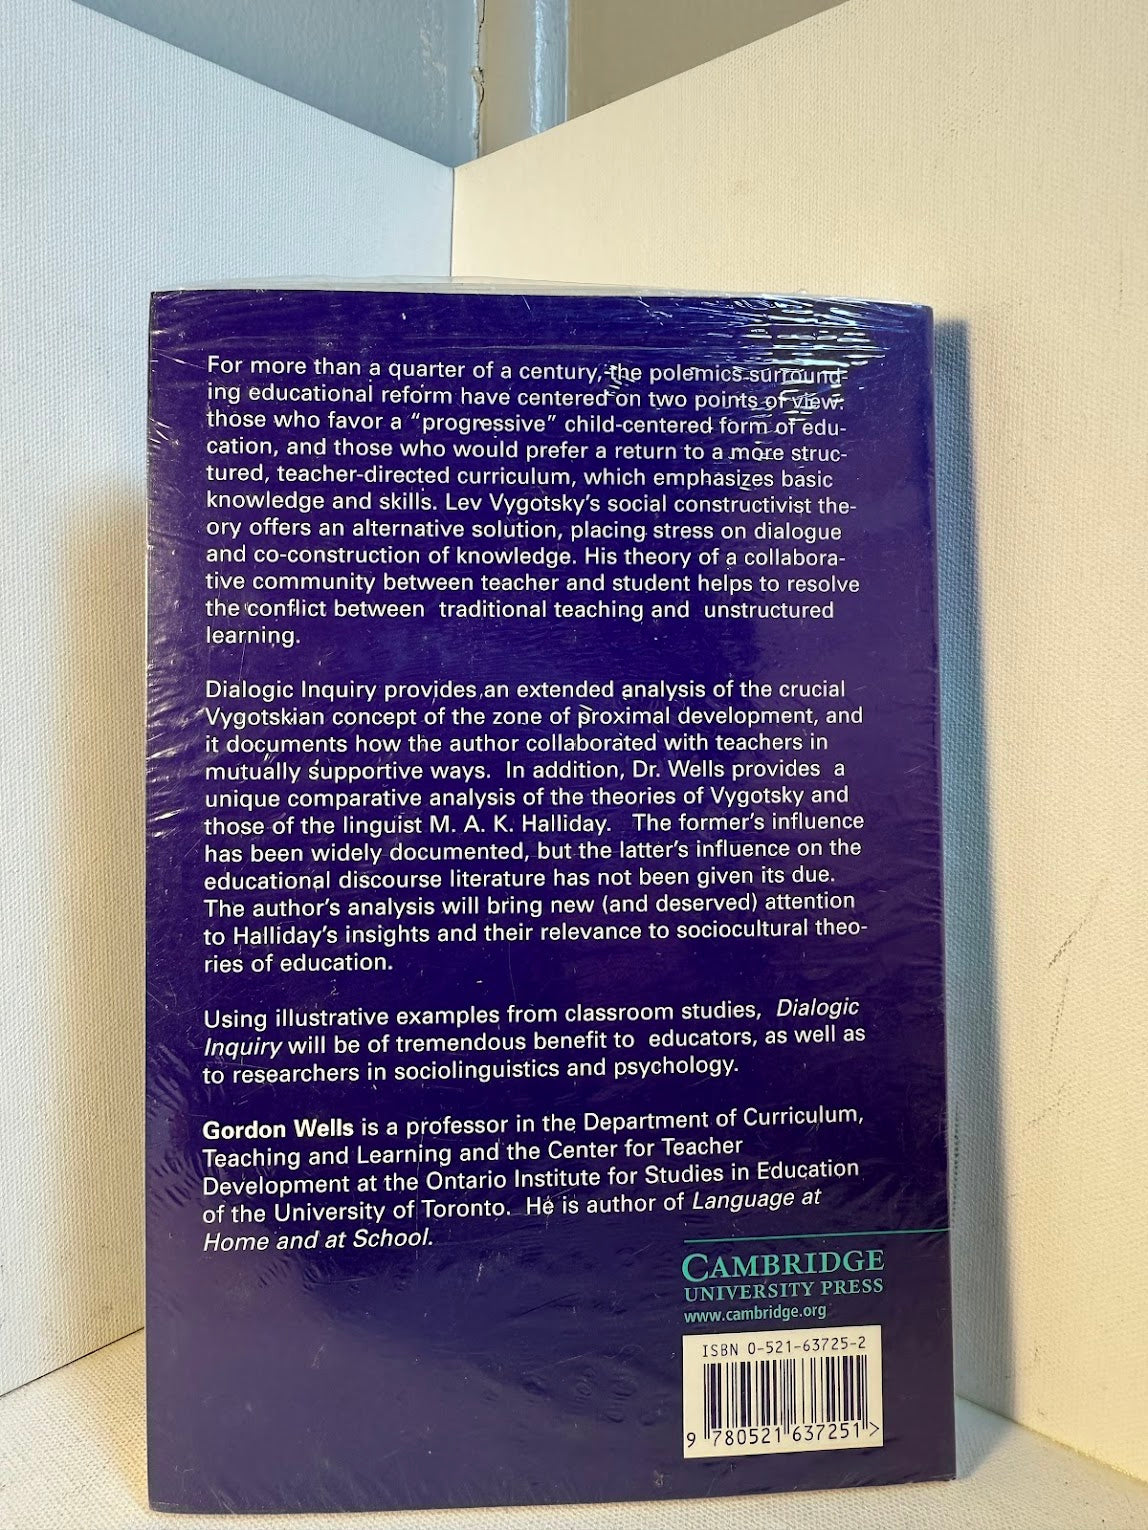 For more than a quarter of a century, the polemics surround-
ing educational reform have centered on two points of view:
those who favor a “progressive” child-centered form of edu-
cation, and those who would prefer a return to a more struc-
tured, teacher-directed curriculum, which emphasizes basic
knowledge and skills. Lev Vygotsky’s social constructivist the-
ory offers an alternative solution, placing stress on dialogue
and co-construction of knowledge. His theory of a collabora-
tive community between teacher and student helps to resolve
the conflict between traditional teaching and unstructured
learning.
Dialogic Inquiry provides an extended analysis of the crucial
Vygotskian concept of the zone of proximal development, and
it documents how the author collaborated with teachers in
mutually supportive ways. In addition, Dr. Wells provides a
unique comparative analysis of the theories of Vygotsky and
those of the linguist M. A. K. Halliday. The former’s influence
has been widely documented, but the latter’s influence on the
educational discourse literature has not been given its due.
The author’s analysis will bring new (and deserved) attention
to Halliday’s insights and their relevance to sociocultural theo-
ries of education.
Using illustrative examples from classroom studies, Dialogic
Inquiry will be of tremendous benefit to educators, as well as
to researchers in sociolinguistics and psychology.
Gordon Wells is a professor in the Department of Curriculum,
Teaching and Learning and the Center for Teacher
Development at the Ontario Institute for Studies in Education
of the University of Toronto. He is author of Language at
Home and at School.
CAMBRIDGE
UNIVERSITY PRESS
www.cambridge.org
ISBN 0-521-63725-2
9 780521 637251 >